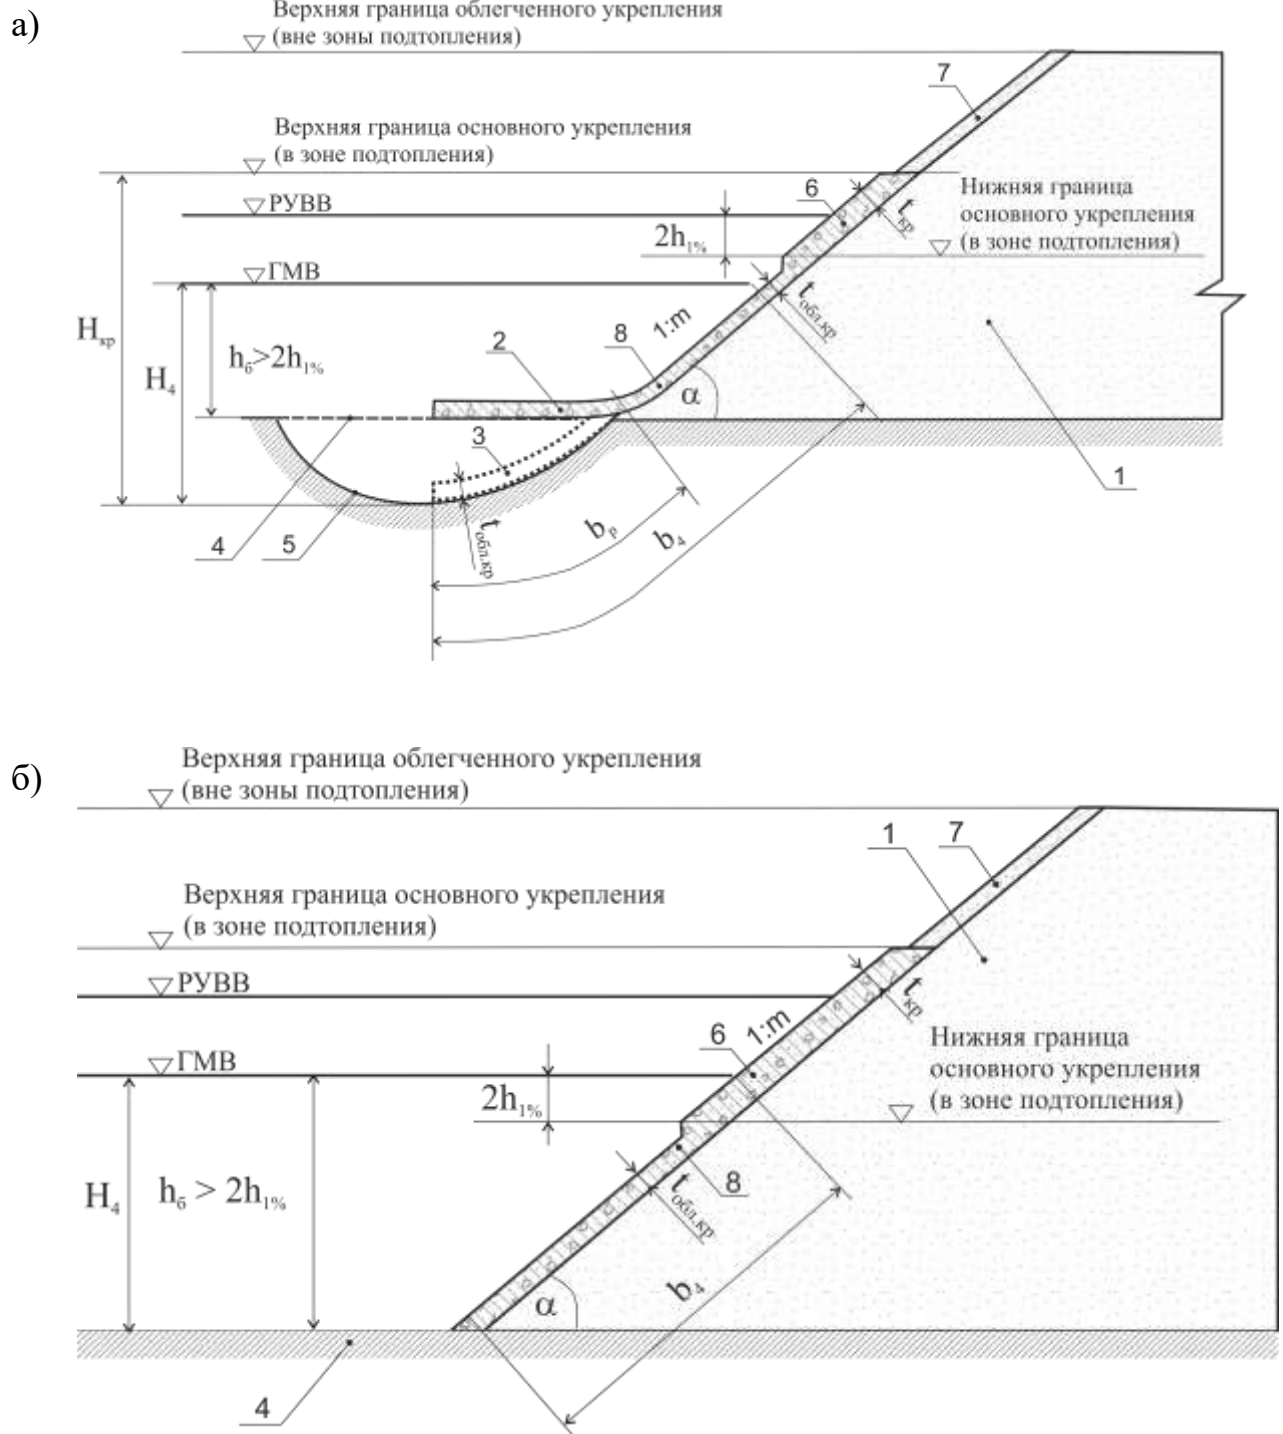 а)
Верхняя граница облегченного укрепления
(вне зоны подтопления)
7
Верхняя граница основного укрепления
(в зоне подтопления)
6
tкр
Нижняя граница
основного укрепления
(в зоне подтопления)
РУВВ
2h1%
ГМВ
tобл.кр
Hкр
H4
hб>2h1%
2
8
1:m
α
3
1
4
5
tобл.кр
bр
b4
б)
Верхняя граница облегченного укрепления
(вне зоны подтопления)
1
7
Верхняя граница основного укрепления
(в зоне подтопления)
РУВВ
tкр
6
1:m
Нижняя граница
основного укрепления
(в зоне подтопления)
ГМВ
2h1%
H4
hб > 2h1%
8
tобл.кр
α
b4
4